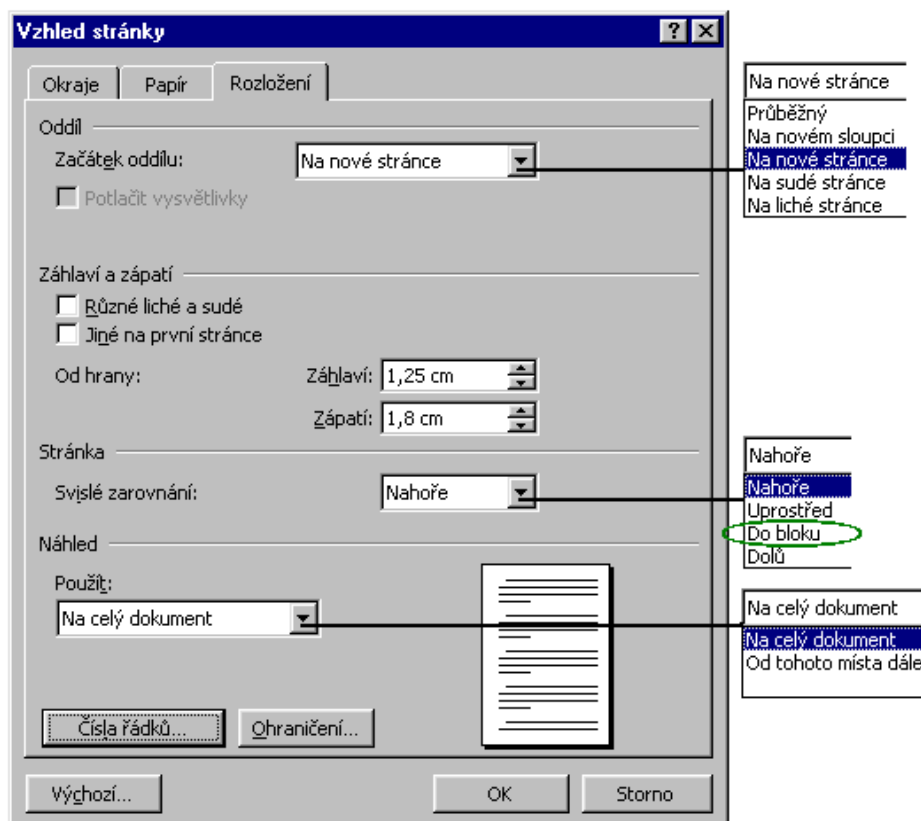 Vzhled stránky
Okraje Papír Rozložení
Oddíl
Začátek oddílu: Na nové stránce
Potlačit vysvětlivky
Na nové stránce
Průběžný
Na novém sloupci
Na nové stránce
Na sudé stránce
Na liché stránce
Záhlaví a zápatí
Různé liché a sudé
Jiné na první stránce
Od hrany: Záhlaví: 1,25 cm
Zápatí: 1,8 cm
Stránka
Svislé zarovnání: Nahoře
Nahoře
Nahoře
Uprostřed
Do bloku
Dolů
Náhled
Použít:
Na celý dokument
Na celý dokument
Na celý dokument
Od tohoto místa dále
Čísla řádků... Ohraničení...
Výchozí... OK Storno